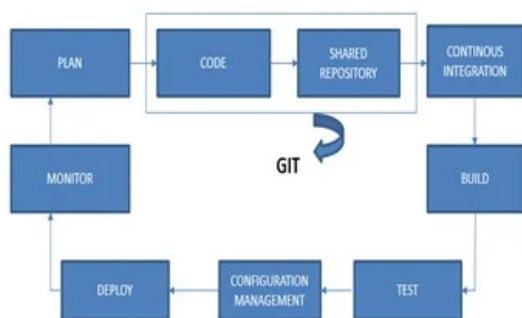 PLAN
CODE
SHARED
REPOSITORY
CONTINOUS
INTEGRATION
GIT
MONITOR
BUILD
DEPLOY
CONFIGURATION
MANAGEMENT
TEST